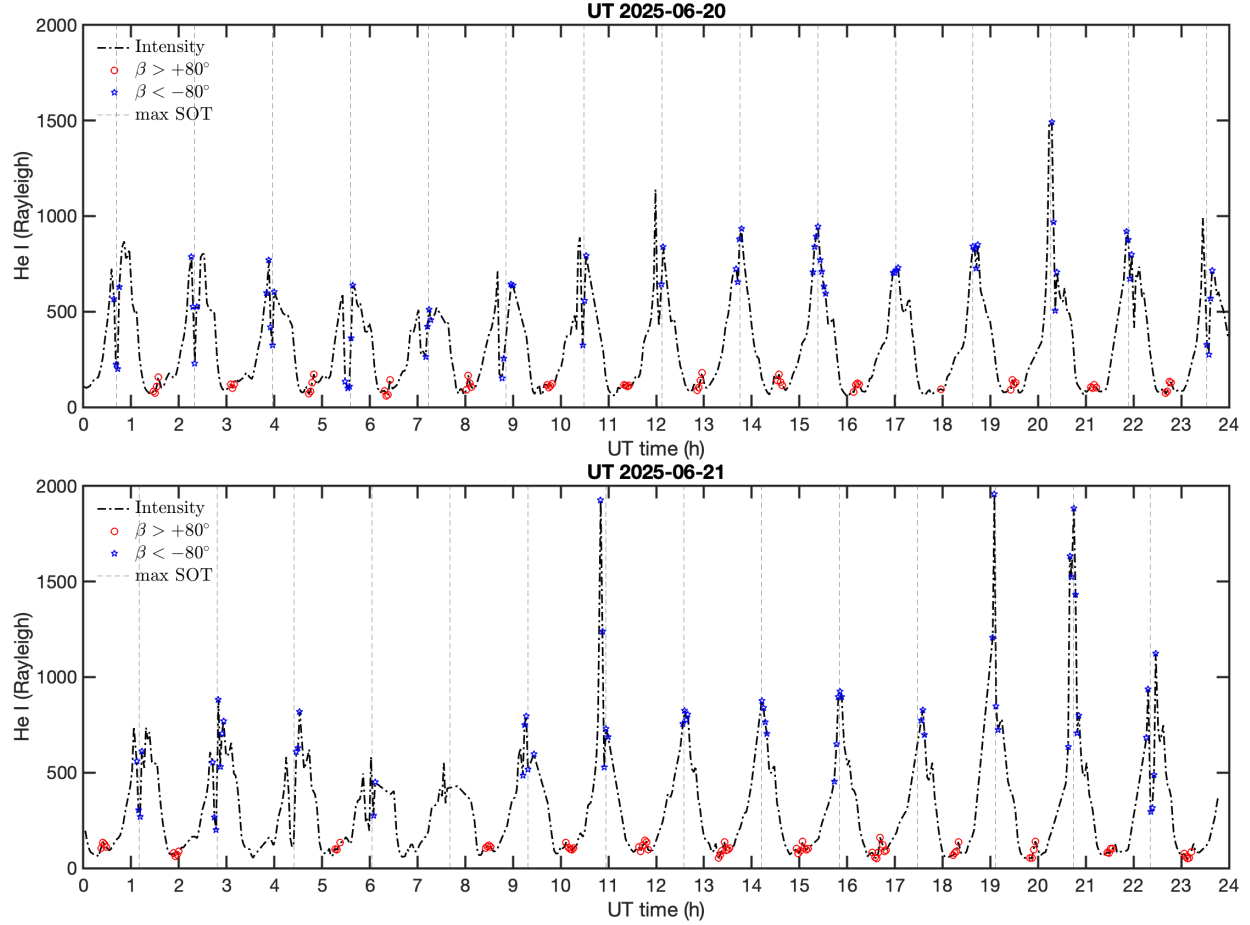 UT 2025-06-20
He I (Rayleigh)
2000
1500
1000
500
0
Intensity
β > +80°
β < −80°
max SOT
0 1 2 3 4 5 6 7 8 9 10 11 12 13 14 15 16 17 18 19 20 21 22 23 24
UT time (h)
UT 2025-06-21
He I (Rayleigh)
2000
1500
1000
500
0
Intensity
β > +80°
β < −80°
max SOT
0 1 2 3 4 5 6 7 8 9 10 11 12 13 14 15 16 17 18 19 20 21 22 23 24
UT time (h)